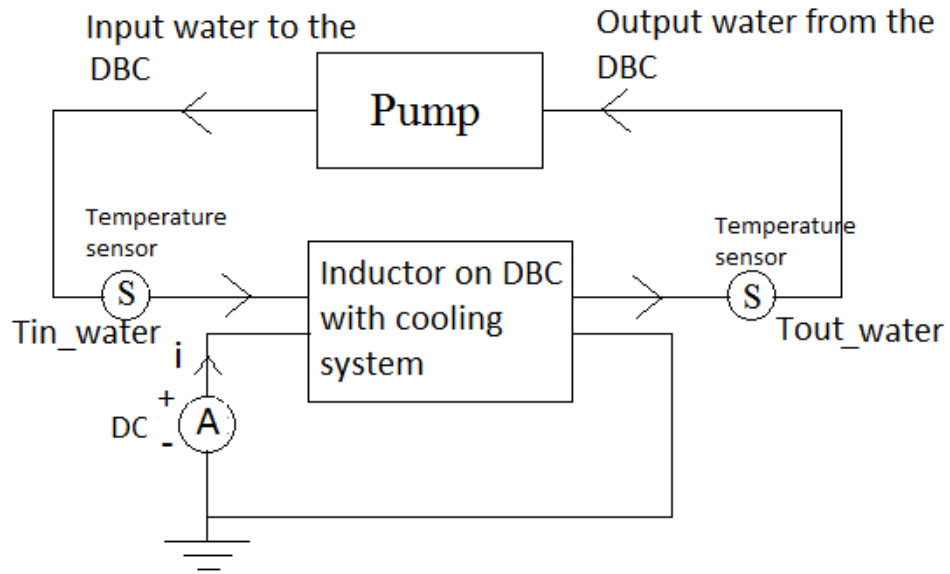 Input water to the
DBC
Output water from the
DBC
Pump
Temperature
sensor
S
Tin_water
Inductor on DBC
with cooling
system
Temperature
sensor
S
Tout_water
i
+
DC
-
A